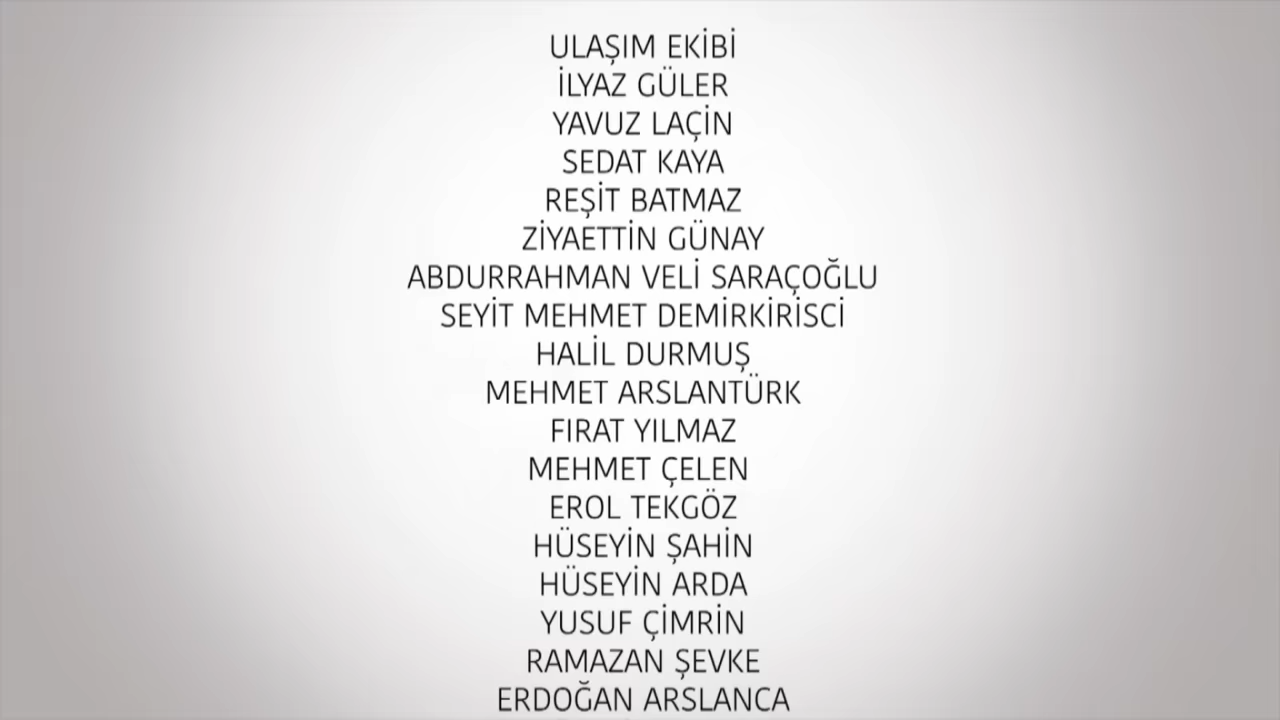 ULAŞIM EKİBİ
İLYAZ GÜLER
YAVUZ LAÇİN
SEDAT KAYA
REŞİT BATMAZ
ZİYAETTİN GÜNAY
ABDURRAHMAN VELİ SARAÇOĞLU
SEYİT MEHMET DEMİRKİRİSCİ
HALİL DURMUŞ
MEHMET ARSLANTÜRK
FIRAT YILMAZ
MEHMET ÇELEN
EROL TEKGÖZ
HÜSEYİN ŞAHİN
HÜSEYİN ARDA
YUSUF ÇİMRİN
RAMAZAN ŞEVKE
ERDOĞAN ARSLANCA